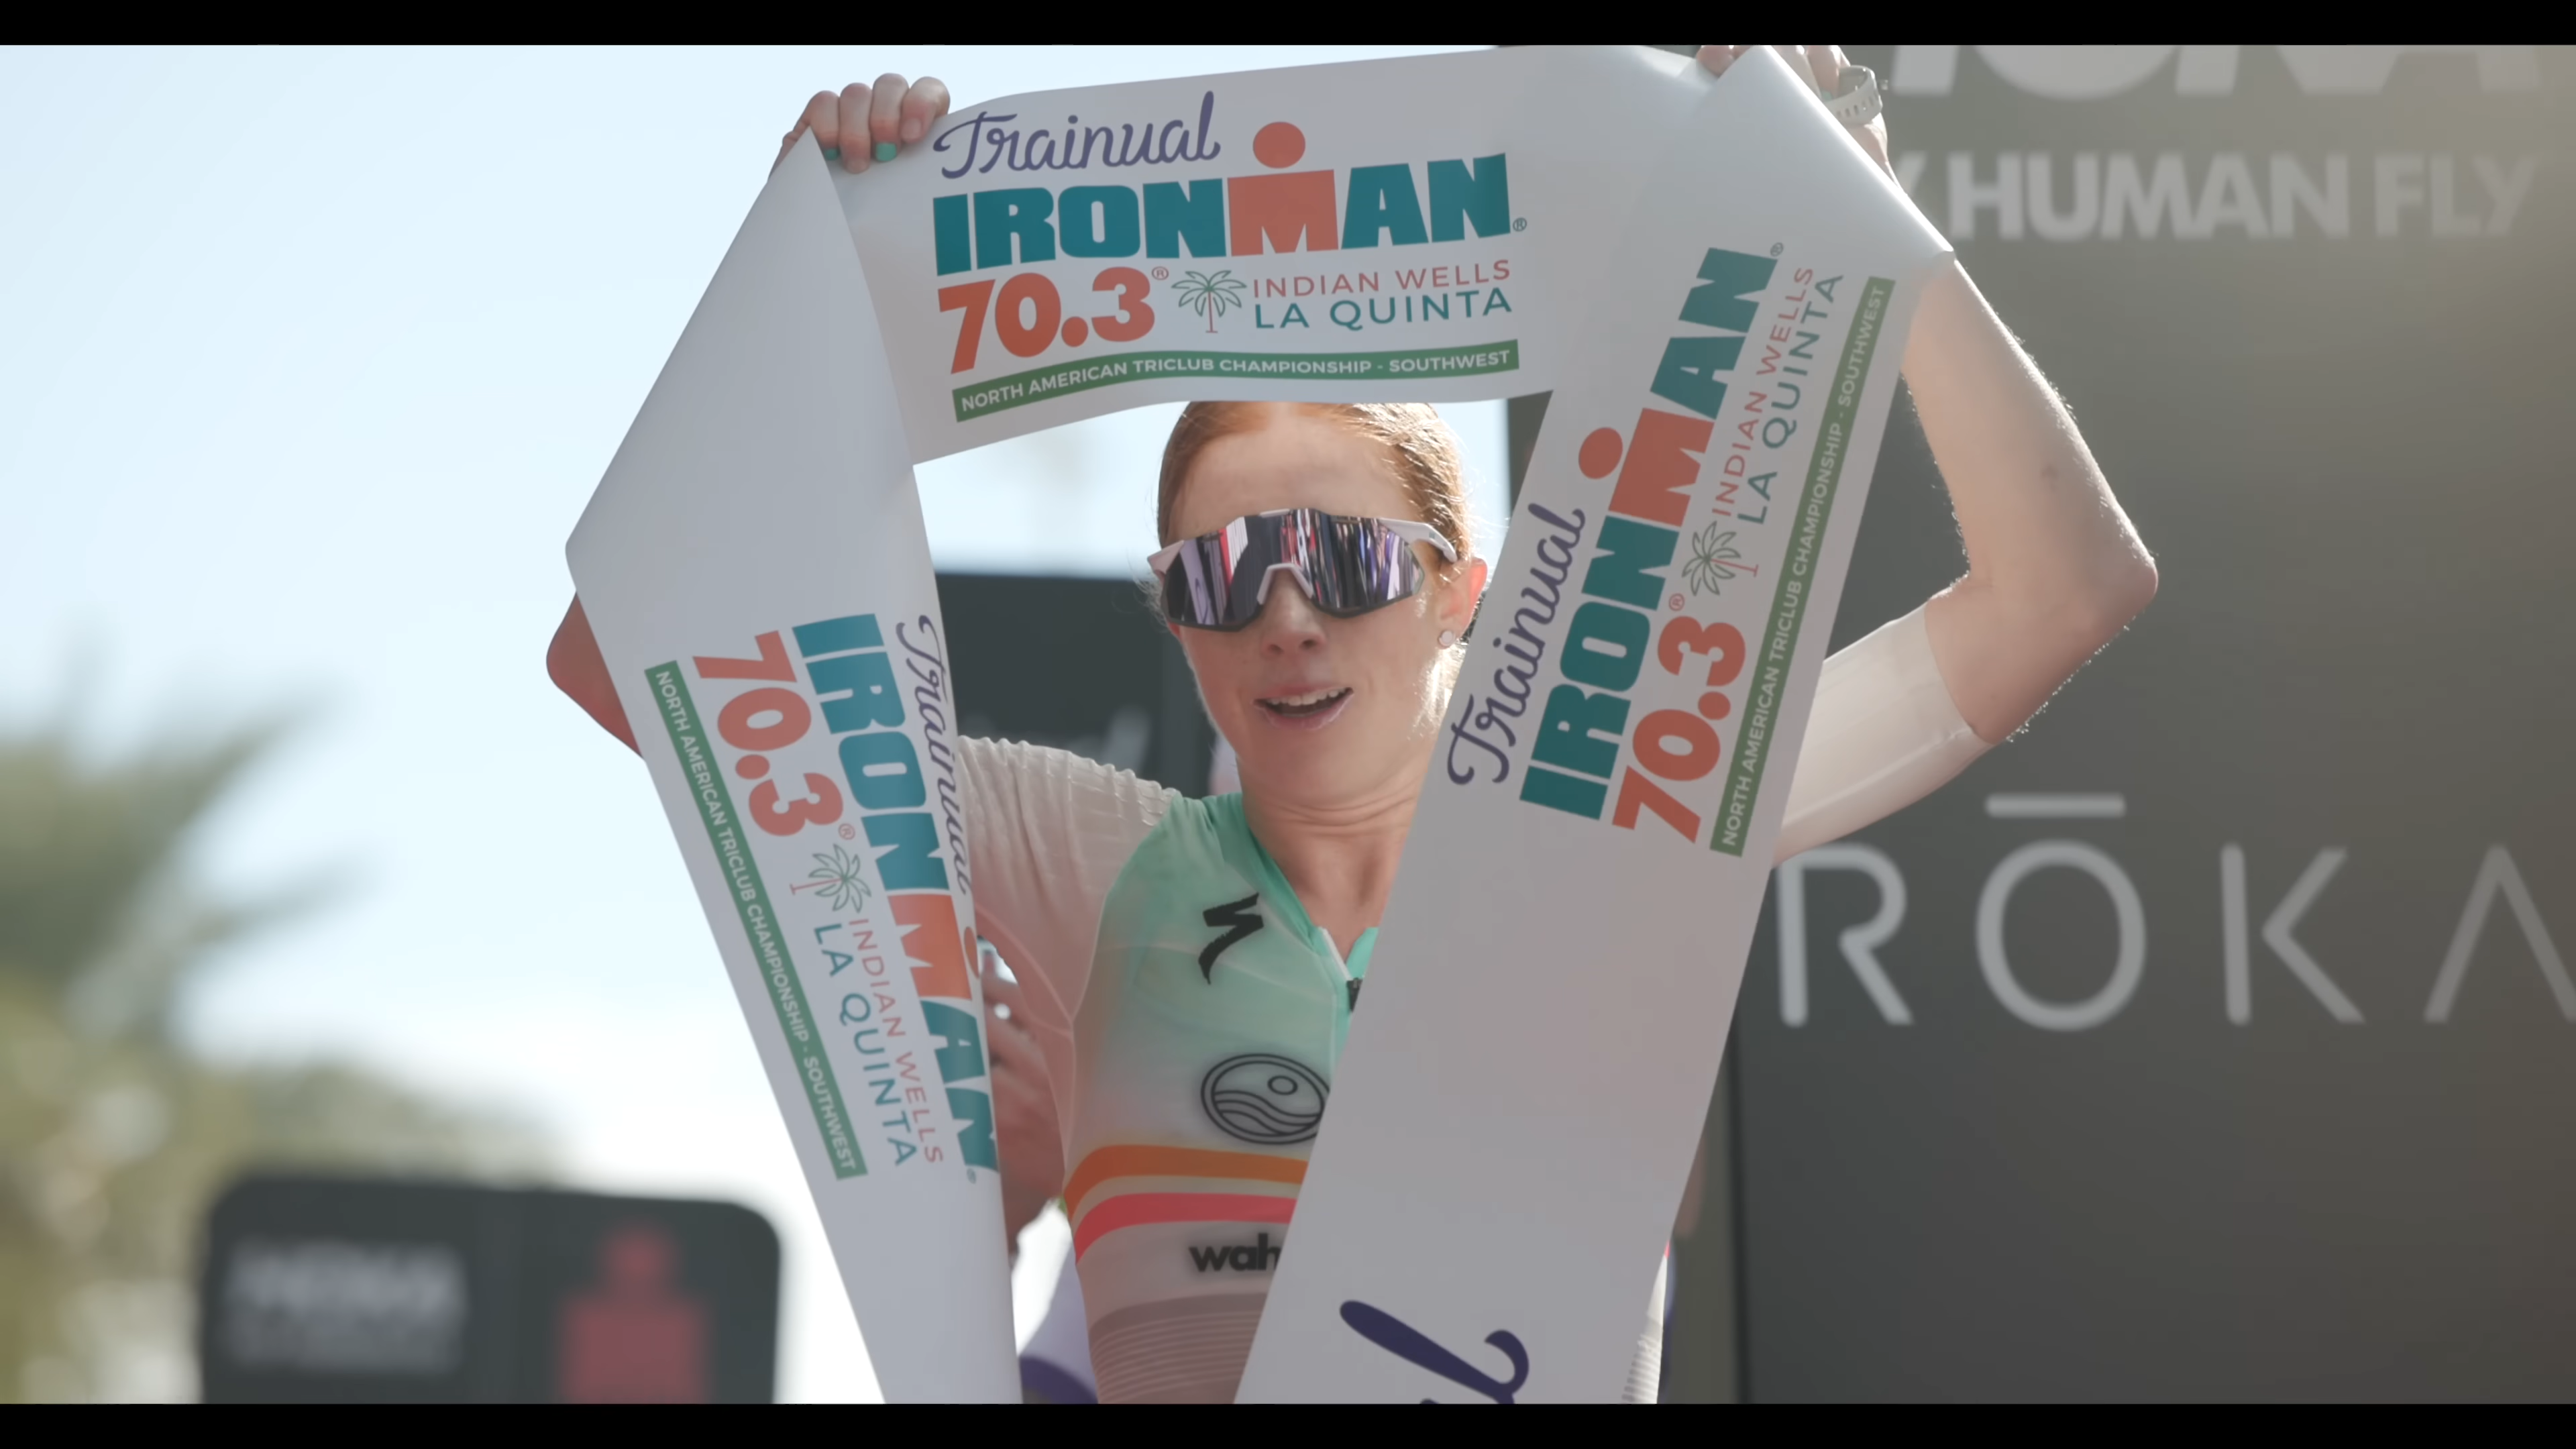 Trainual
IRONMAN®
70.3® INDIAN WELLS
LA QUINTA
NORTH AMERICAN TRICLUB CHAMPIONSHIP - SOUTHWEST
HUMAN FLY
Trainual
IRONMAN®
70.3® INDIAN WELLS
LA QUINTA
NORTH AMERICAN TRICLUB CHAMPIONSHIP - SOUTHWEST
Trainual
IRONMAN®
70.3® INDIAN WELLS
LA QUINTA
NORTH AMERICAN TRICLUB CHAMPIONSHIP - SOUTHWEST
RŌKA
wah